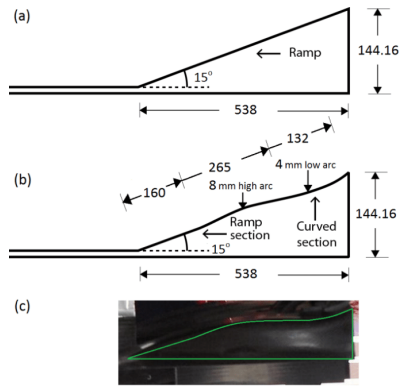 (a)
← Ramp
144.16
15°
538
132
265
160
(b)
4 mm low arc
8 mm high arc
144.16
Ramp
section
Curved
section
15°
538
(c)